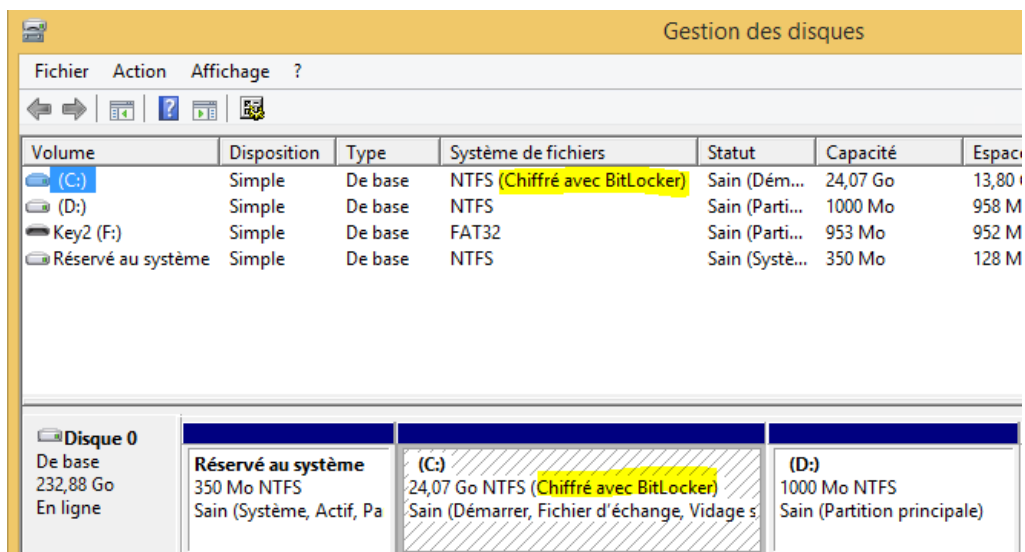 Gestion des disques
Fichier Action Affichage ?
Volume Disposition Type Système de fichiers Statut Capacité Espac
(C:) Simple De base NTFS (Chiffré avec BitLocker) Sain (Dém... 24,07 Go 13,80
(D:) Simple De base NTFS Sain (Parti... 1000 Mo 958 M
Key2 (F:) Simple De base FAT32 Sain (Parti... 953 Mo 952 M
Réservé au système Simple De base NTFS Sain (Systè... 350 Mo 128 M
Disque 0
De base
232,88 Go
En ligne
Réservé au système
350 Mo NTFS
Sain (Système, Actif, Pa
(C:)
24,07 Go NTFS (Chiffré avec BitLocker)
Sain (Démarrer, Fichier d'échange, Vidage s
(D:)
1000 Mo NTFS
Sain (Partition principale)